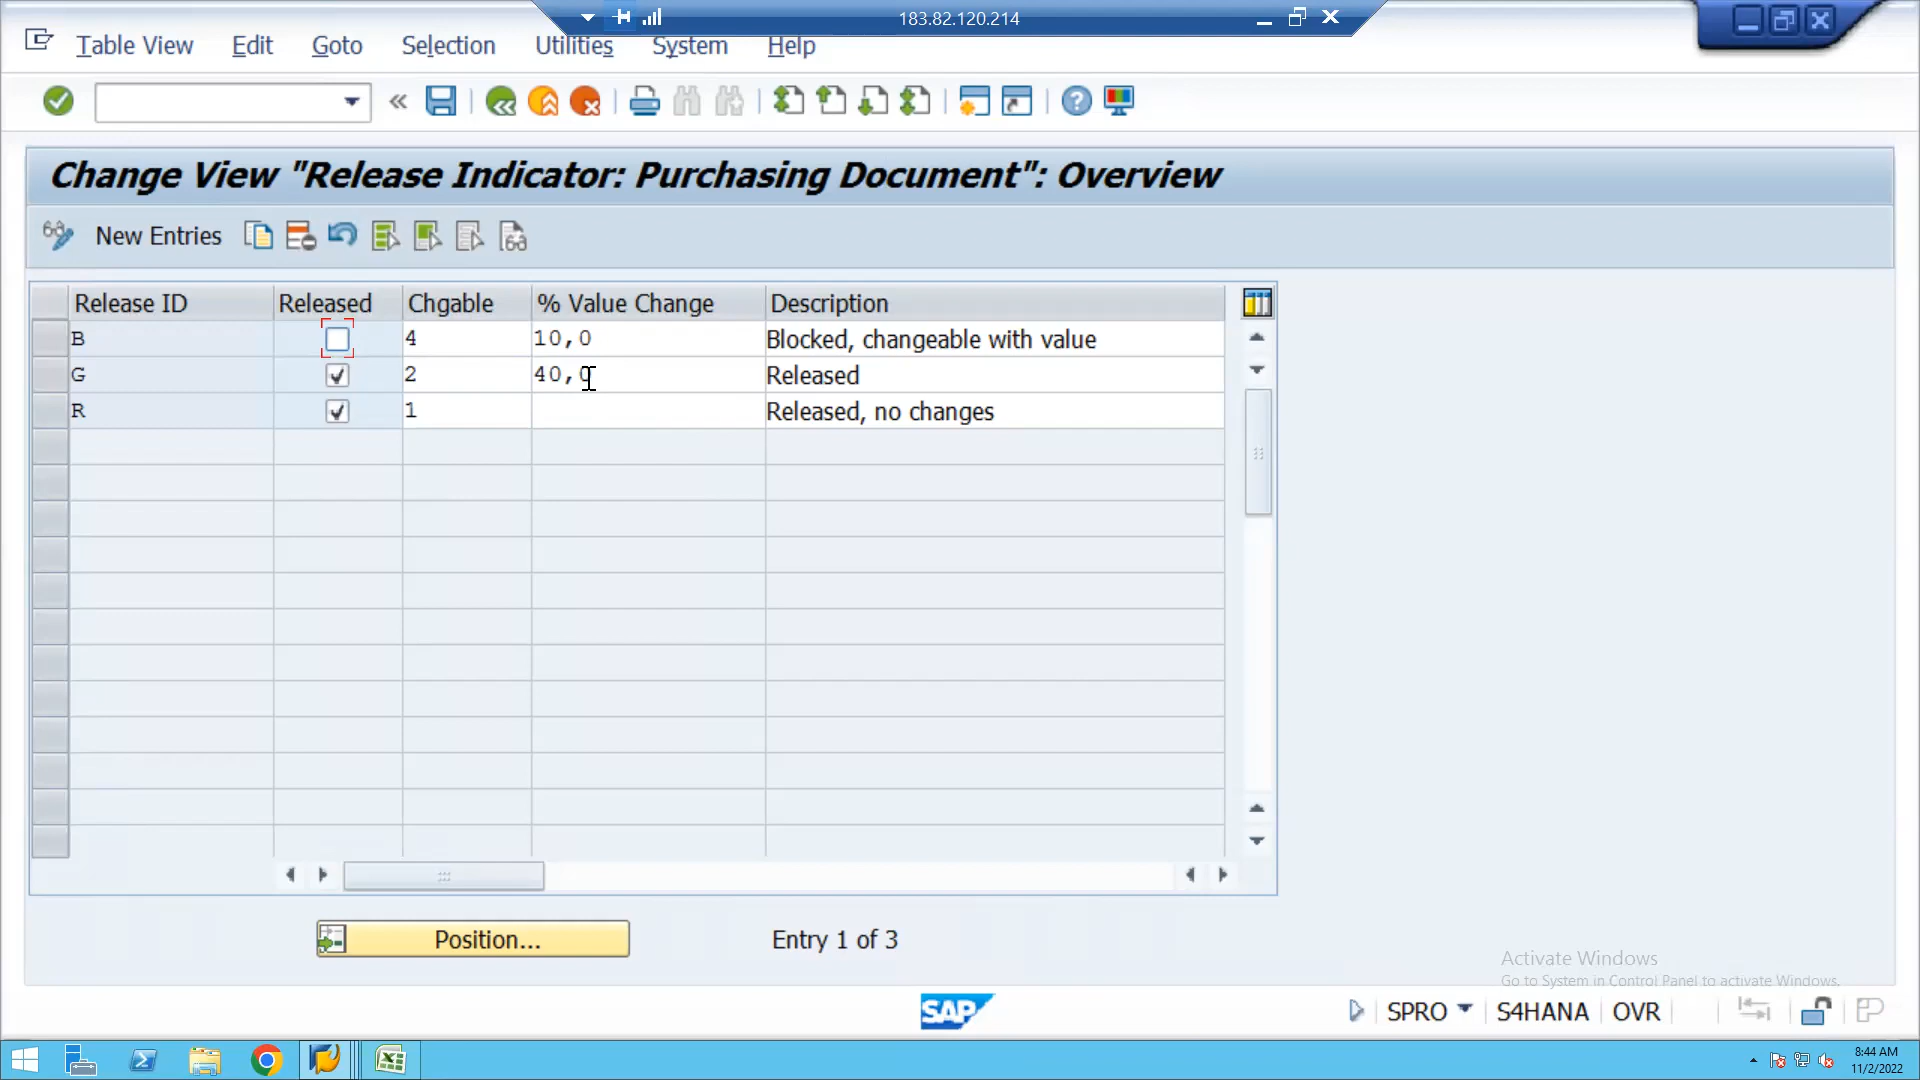 183.82.120.214
Table View Edit Goto Selection Utilities System Help
Change View "Release Indicator: Purchasing Document": Overview
New Entries
Release ID Released Chgable % Value Change Description
B 4 10,0 Blocked, changeable with value
G 2 40,0 Released
R 1 Released, no changes
Position... Entry 1 of 3
Activate Windows
Go to System in Control Panel to activate Windows.
SAP SPRO S4HANA OVR
8:44 AM
11/2/2022